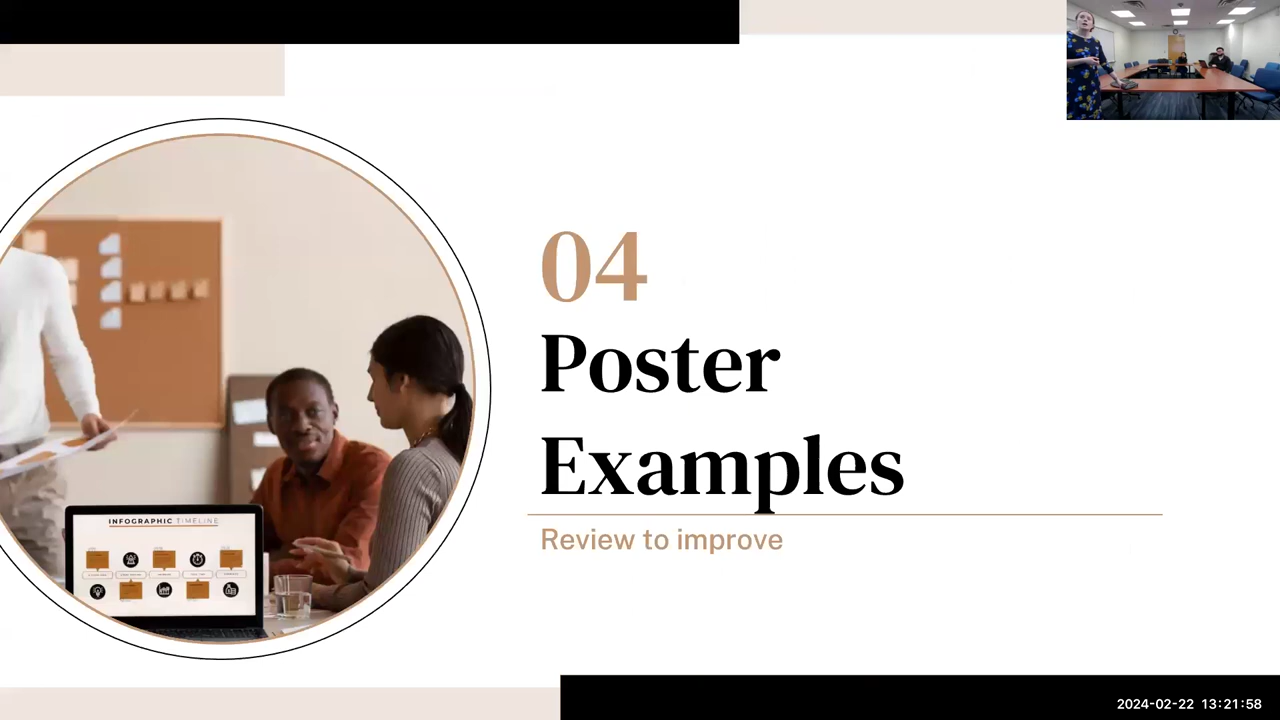 04
Poster
Examples
Review to improve
INFOGRAPHIC TIMELINE
2024-02-22 13:21:58